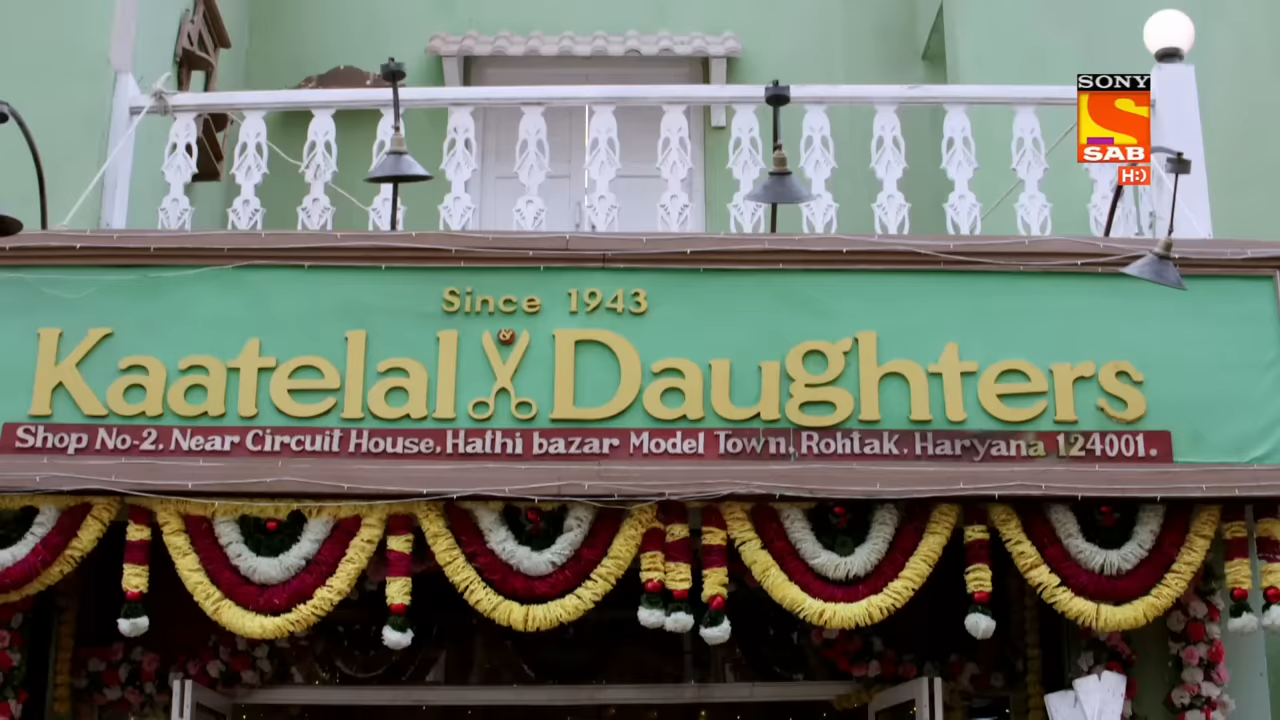 SONY
S
SAB
HD
Since 1943
Kaatelal & Daughters
Shop No-2, Near Circuit House, Hathi bazar Model Town, Rohtak, Haryana 124001.